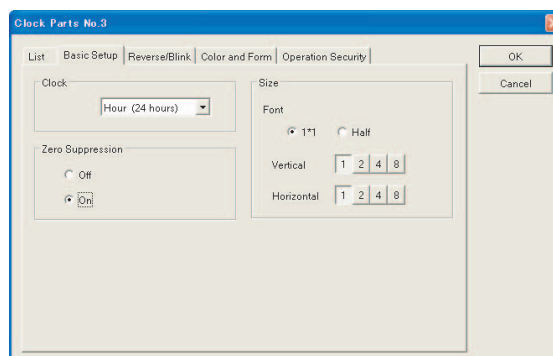 Clock Parts No.3
List Basic Setup Reverse/Blink Color and Form Operation Security
OK
Cancel
Clock
Hour (24 hours)
Zero Suppression
Off
On
Size
Font
1*1 Half
Vertical 1 2 4 8
Horizontal 1 2 4 8